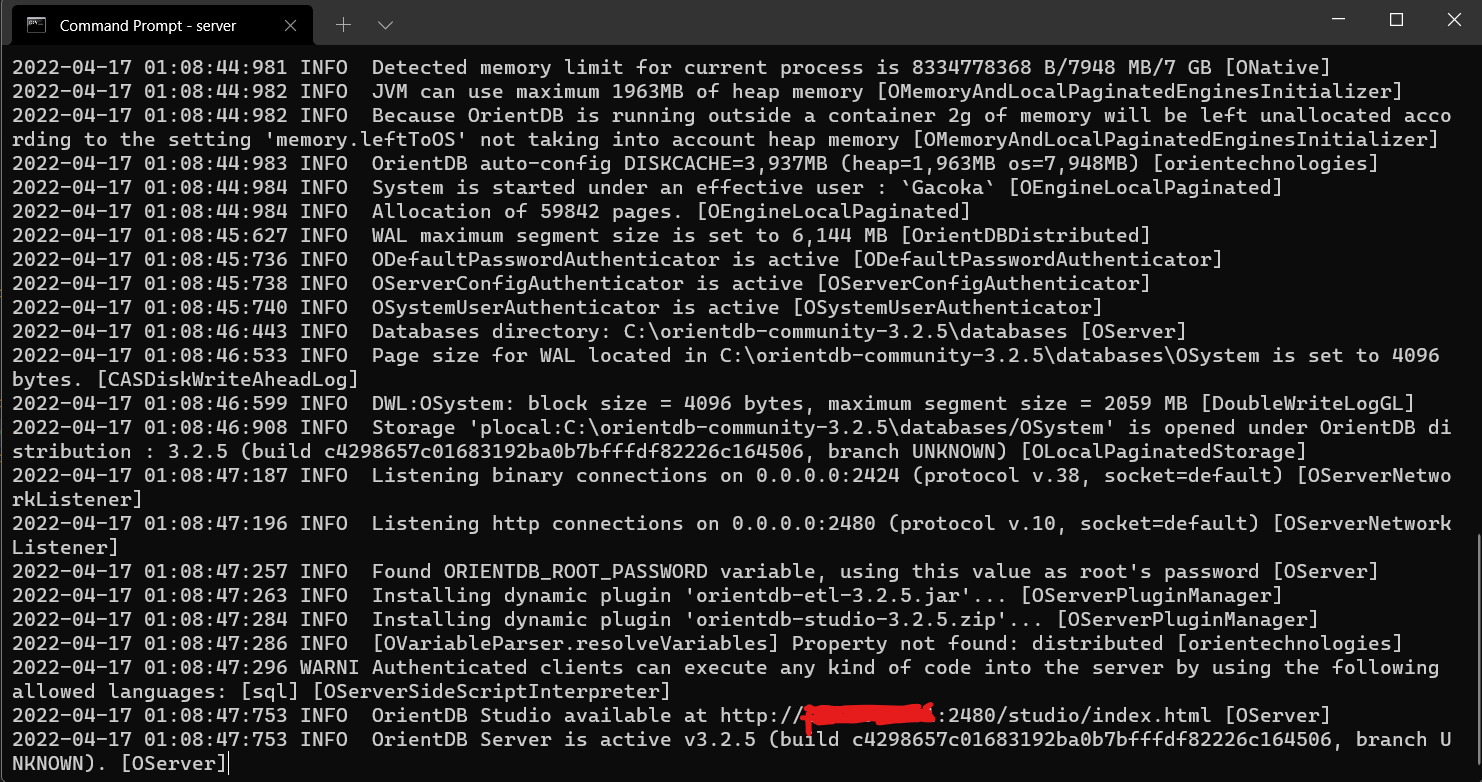 Command Prompt - server
2022-04-17 01:08:44:981 INFO  Detected memory limit for current process is 8334778368 B/7948 MB/7 GB [ONative]
2022-04-17 01:08:44:982 INFO  JVM can use maximum 1963MB of heap memory [OMemoryAndLocalPaginatedEnginesInitializer]
2022-04-17 01:08:44:982 INFO  Because OrientDB is running outside a container 2g of memory will be left unallocated acco
rding to the setting 'memory.leftToOS' not taking into account heap memory [OMemoryAndLocalPaginatedEnginesInitializer]
2022-04-17 01:08:44:983 INFO  OrientDB auto-config DISKCACHE=3,937MB (heap=1,963MB os=7,948MB) [orientechnologies]
2022-04-17 01:08:44:984 INFO  System is started under an effective user : `Gacoka` [OEngineLocalPaginated]
2022-04-17 01:08:44:984 INFO  Allocation of 59842 pages. [OEngineLocalPaginated]
2022-04-17 01:08:45:627 INFO  WAL maximum segment size is set to 6,144 MB [OrientDBDistributed]
2022-04-17 01:08:45:736 INFO  ODefaultPasswordAuthenticator is active [ODefaultPasswordAuthenticator]
2022-04-17 01:08:45:738 INFO  OServerConfigAuthenticator is active [OServerConfigAuthenticator]
2022-04-17 01:08:45:740 INFO  OSystemUserAuthenticator is active [OSystemUserAuthenticator]
2022-04-17 01:08:46:443 INFO  Databases directory: C:\orientdb-community-3.2.5\databases [OServer]
2022-04-17 01:08:46:533 INFO  Page size for WAL located in C:\orientdb-community-3.2.5\databases\OSystem is set to 4096
bytes. [CASDiskWriteAheadLog]
2022-04-17 01:08:46:599 INFO  DWL:OSystem: block size = 4096 bytes, maximum segment size = 2059 MB [DoubleWriteLogGL]
2022-04-17 01:08:46:908 INFO  Storage 'plocal:C:\orientdb-community-3.2.5\databases/OSystem' is opened under OrientDB di
stribution : 3.2.5 (build c4298657c01683192ba0b7bfffdf82226c164506, branch UNKNOWN) [OLocalPaginatedStorage]
2022-04-17 01:08:47:187 INFO  Listening binary connections on 0.0.0.0:2424 (protocol v.38, socket=default) [OServerNetwo
rkListener]
2022-04-17 01:08:47:196 INFO  Listening http connections on 0.0.0.0:2480 (protocol v.10, socket=default) [OServerNetwork
Listener]
2022-04-17 01:08:47:257 INFO  Found ORIENTDB_ROOT_PASSWORD variable, using this value as root's password [OServer]
2022-04-17 01:08:47:263 INFO  Installing dynamic plugin 'orientdb-etl-3.2.5.jar'... [OServerPluginManager]
2022-04-17 01:08:47:284 INFO  Installing dynamic plugin 'orientdb-studio-3.2.5.zip'... [OServerPluginManager]
2022-04-17 01:08:47:286 INFO  [OVariableParser.resolveVariables] Property not found: distributed [orientechnologies]
2022-04-17 01:08:47:296 WARNI Authenticated clients can execute any kind of code into the server by using the following
allowed languages: [sql] [OServerSideScriptInterpreter]
2022-04-17 01:08:47:753 INFO  OrientDB Studio available at http://:2480/studio/index.html [OServer]
2022-04-17 01:08:47:753 INFO  OrientDB Server is active v3.2.5 (build c4298657c01683192ba0b7bfffdf82226c164506, branch U
NKNOWN). [OServer]